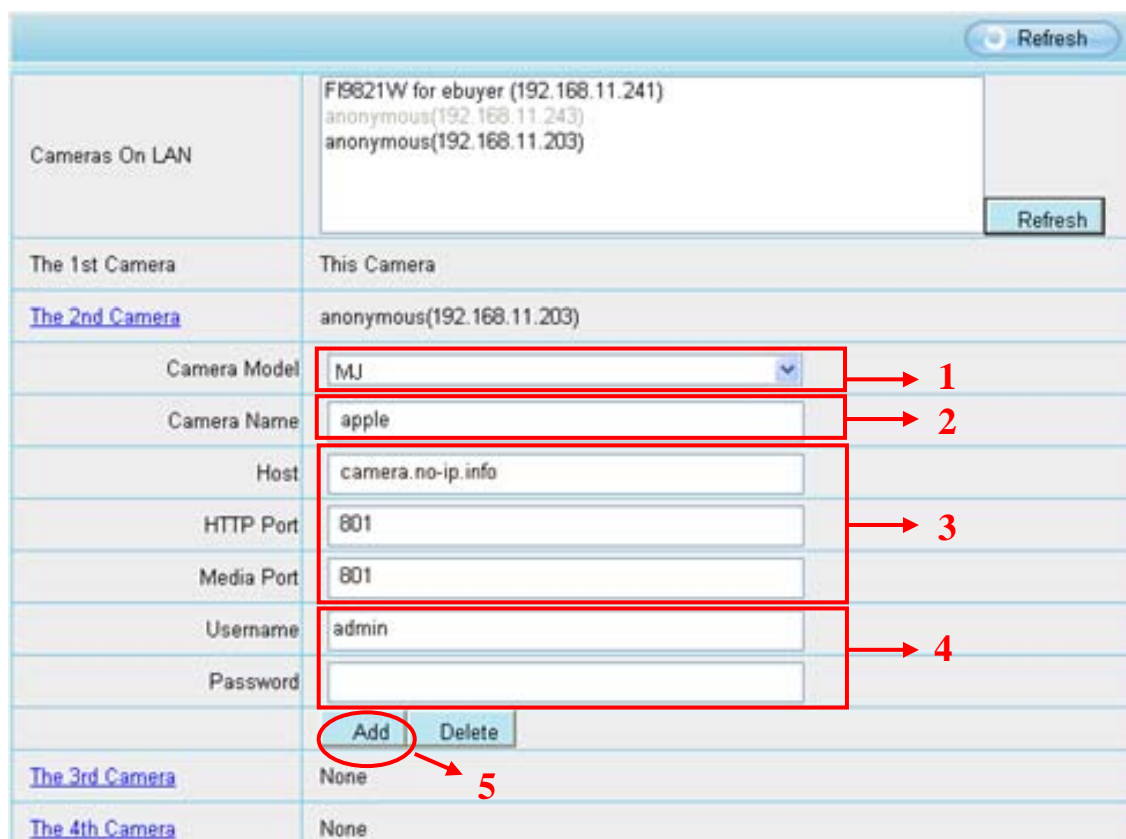 Refresh
Cameras On LAN
FI9821W for ebuyer (192.168.11.241)
anonymous(192.168.11.243)
anonymous(192.168.11.203)
Refresh
The 1st Camera This Camera
The 2nd Camera anonymous(192.168.11.203)
Camera Model MJ 1
Camera Name apple 2
Host camera.no-ip.info
HTTP Port 801 3
Media Port 801
Username admin
4
Password
Add Delete
5
The 3rd Camera None
The 4th Camera None